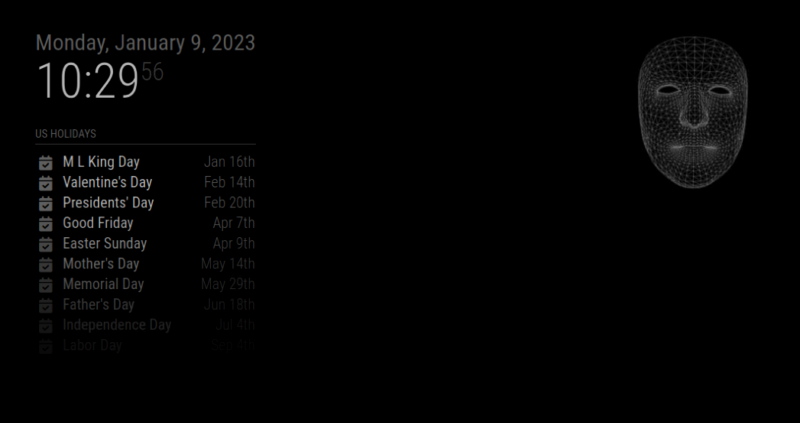 Monday, January 9, 2023
10:29 56
US HOLIDAYS
M L King Day Jan 16th
Valentine's Day Feb 14th
Presidents' Day Feb 20th
Good Friday Apr 7th
Easter Sunday Apr 9th
Mother's Day May 14th
Memorial Day May 29th
Father's Day Jun 18th
Independence Day Jul 4th
Labor Day Sep 4th